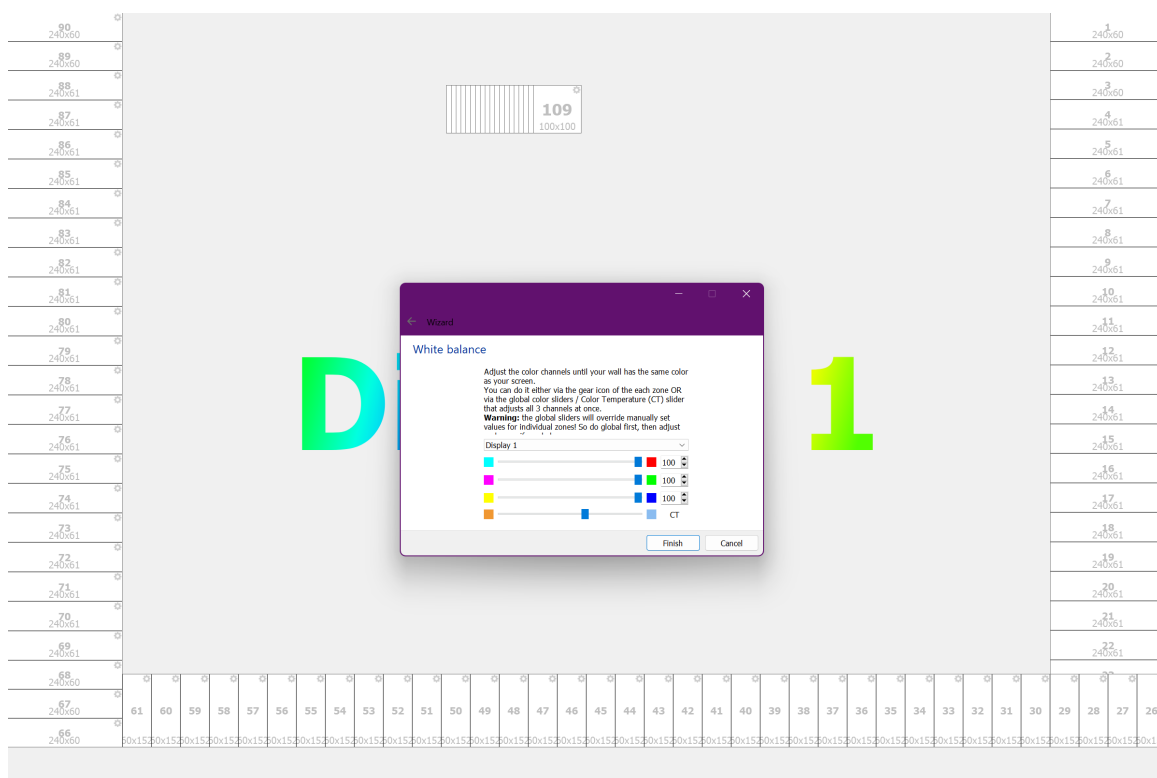 90
240x60
89
240x60
88
240x61
87
240x61
86
240x61
85
240x61
84
240x61
83
240x61
82
240x61
81
240x61
80
240x61
79
240x61
78
240x61
77
240x61
76
240x61
75
240x61
74
240x61
73
240x61
72
240x61
71
240x61
70
240x61
69
240x61
68
240x60
67
240x60
66
240x60
109
100x100
D 1
Wizard
White balance
Adjust the color channels until your wall has the same color
as your screen.
You can do it either via the gear icon of the each zone OR
via the global color sliders / Color Temperature (CT) slider
that adjusts all 3 channels at once.
Warning: the global sliders will override manually set
values for individual zones! So do global first, then adjust
Display 1
100
100
100
CT
Finish Cancel
1
240x60
2
240x60
3
240x60
4
240x61
5
240x61
6
240x61
7
240x61
8
240x61
9
240x61
10
240x61
11
240x61
12
240x61
13
240x61
14
240x61
15
240x61
16
240x61
17
240x61
18
240x61
19
240x61
20
240x61
21
240x61
22
240x61
61 60 59 58 57 56 55 54 53 52 51 50 49 48 47 46 45 44 43 42 41 40 39 38 37 36 35 34 33 32 31 30 29 28 27 26